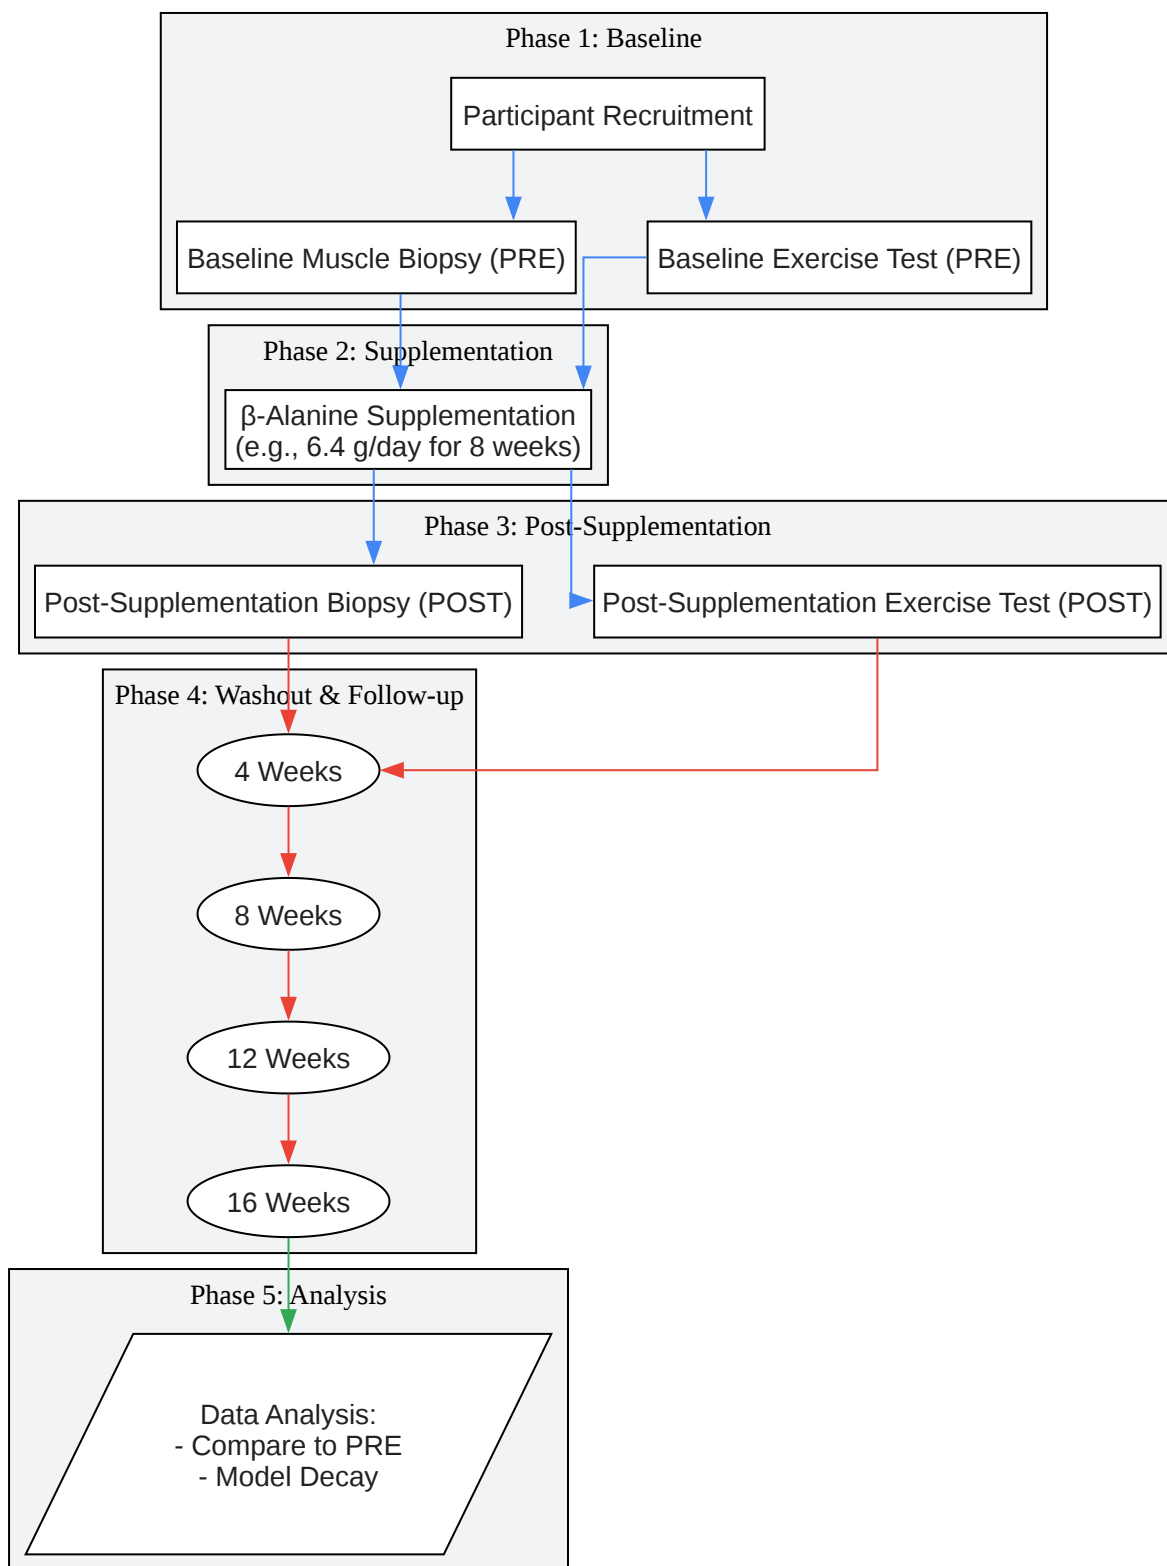 Phase 1: Baseline
Participant Recruitment
Baseline Muscle Biopsy (PRE)
Baseline Exercise Test (PRE)
Phase 2: Supplementation
β-Alanine Supplementation
(e.g., 6.4 g/day for 8 weeks)
Phase 3: Post-Supplementation
Post-Supplementation Biopsy (POST)
Post-Supplementation Exercise Test (POST)
Phase 4: Washout & Follow-up
4 Weeks
8 Weeks
12 Weeks
16 Weeks
Phase 5: Analysis
Data Analysis:
- Compare to PRE
- Model Decay